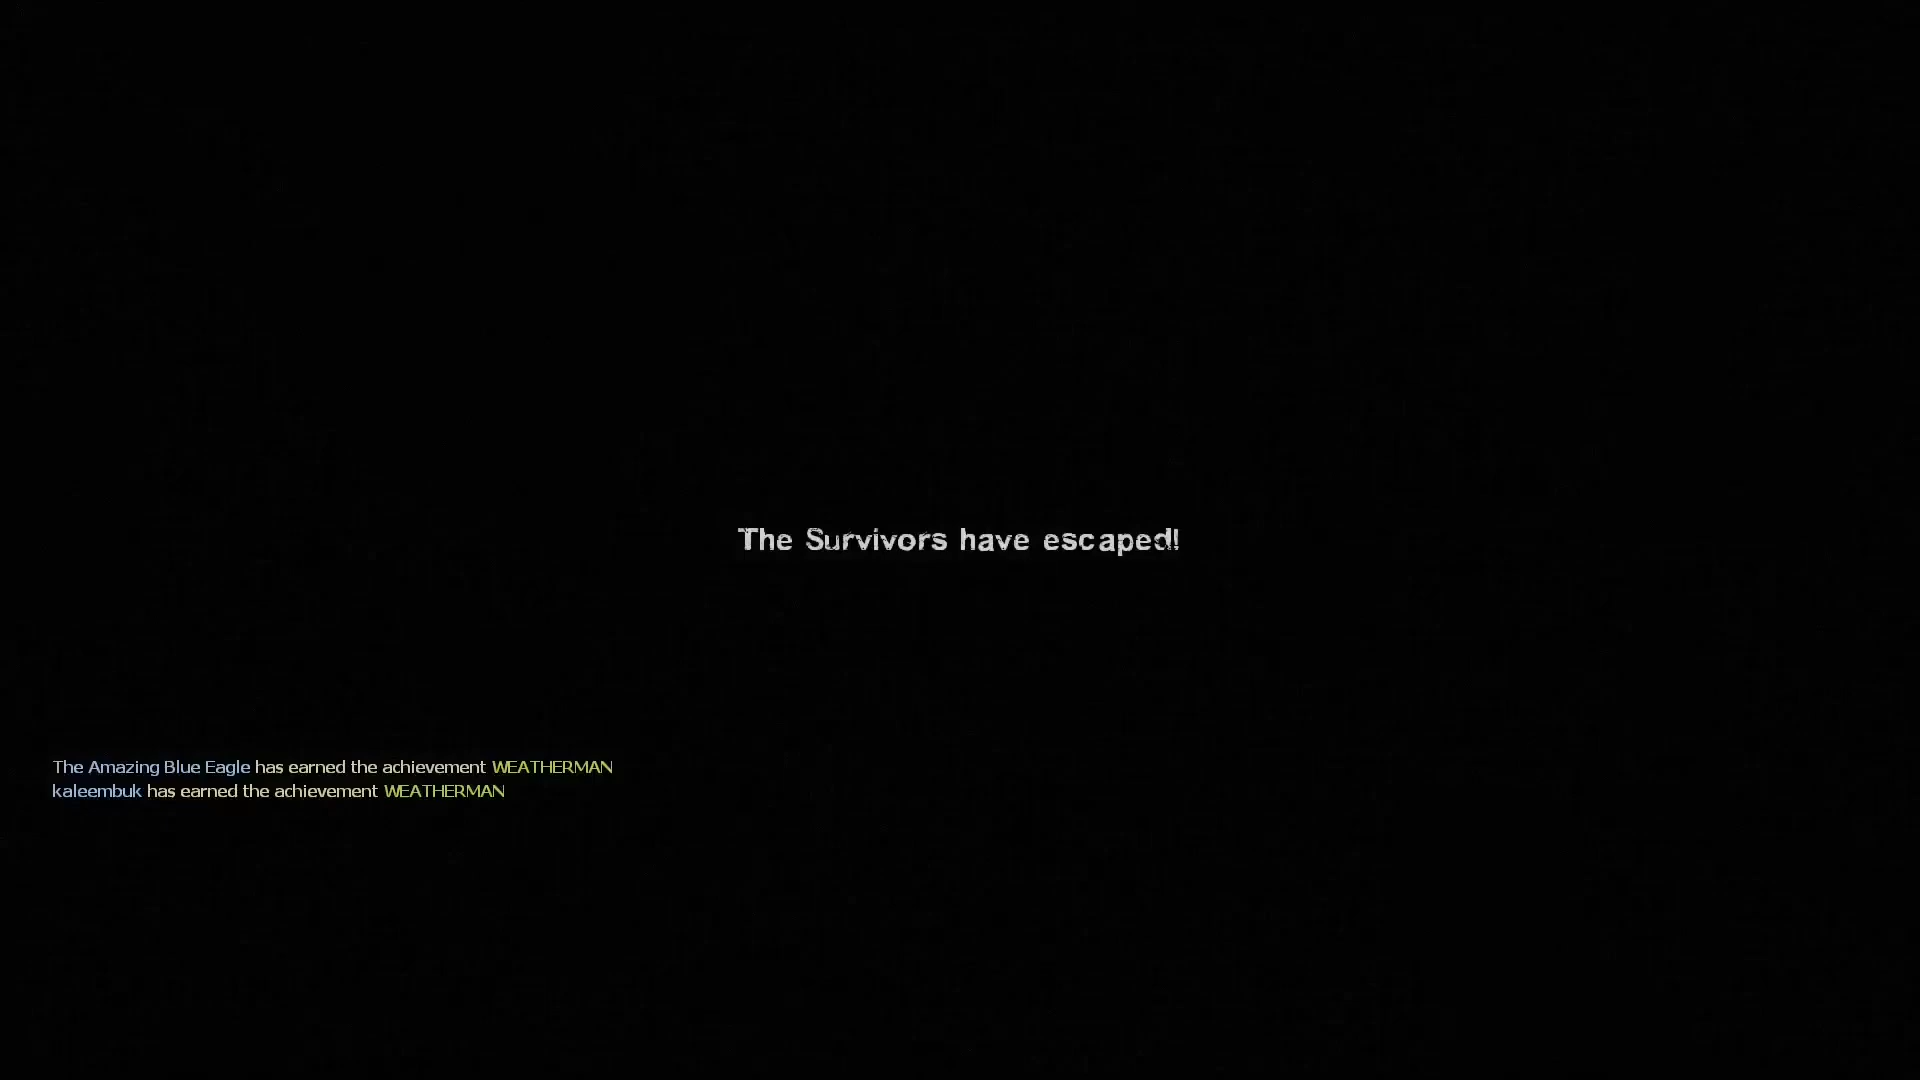 The Survivors have escaped!
The Amazing Blue Eagle has earned the achievement WEATHERMAN
kaleembuk has earned the achievement WEATHERMAN